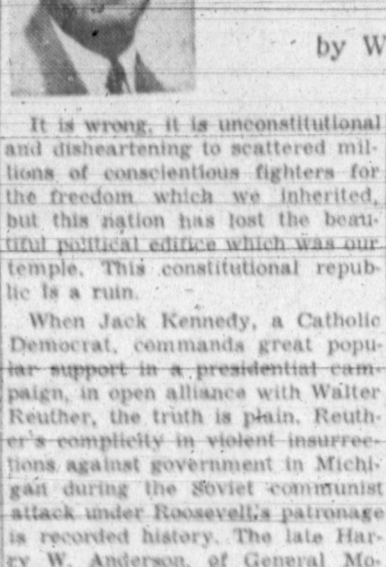 by W
It is wrong, it is unconstitutional
and disheartening to scattered mil-
lions of conscientious fighters for
the freedom which we inherited,
but this nation has lost the beau-
tiful political edifice which was our
temple. This constitutional repub-
lic is a ruin.
When Jack Kennedy, a Catholic
Democrat, commands great popu-
lar support in a presidential cam-
paign, in open alliance with Walter
Reuther, the truth is plain. Reuth-
er's complicity in violent insurrec-
tions against government in Michi-
gan during the Soviet communist
attack under Roosevelt's patronage
is recorded history. The late Har-
ry W. Anderson, of General Mo-